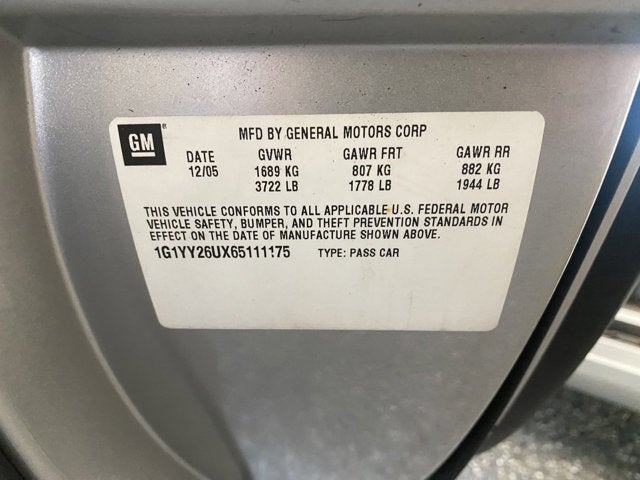 GM ®
MFD BY GENERAL MOTORS CORP
DATE GVWR GAWR FRT GAWR RR
12/05 1689 KG 807 KG 882 KG
3722 LB 1778 LB 1944 LB
THIS VEHICLE CONFORMS TO ALL APPLICABLE U.S. FEDERAL MOTOR
VEHICLE SAFETY, BUMPER, AND THEFT PREVENTION STANDARDS IN
EFFECT ON THE DATE OF MANUFACTURE SHOWN ABOVE.
1G1YY26UX65111175 TYPE: PASS CAR